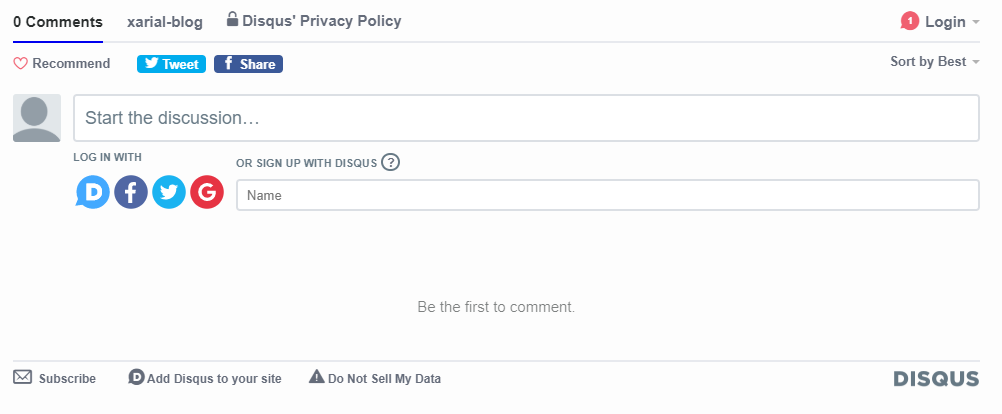 0 Comments xarial-blog Disqus' Privacy Policy 1 Login
Recommend Tweet f Share Sort by Best
Start the discussion…
LOG IN WITH OR SIGN UP WITH DISQUS ?
D f G Name
Be the first to comment.
Subscribe D Add Disqus to your site Do Not Sell My Data DISQUS